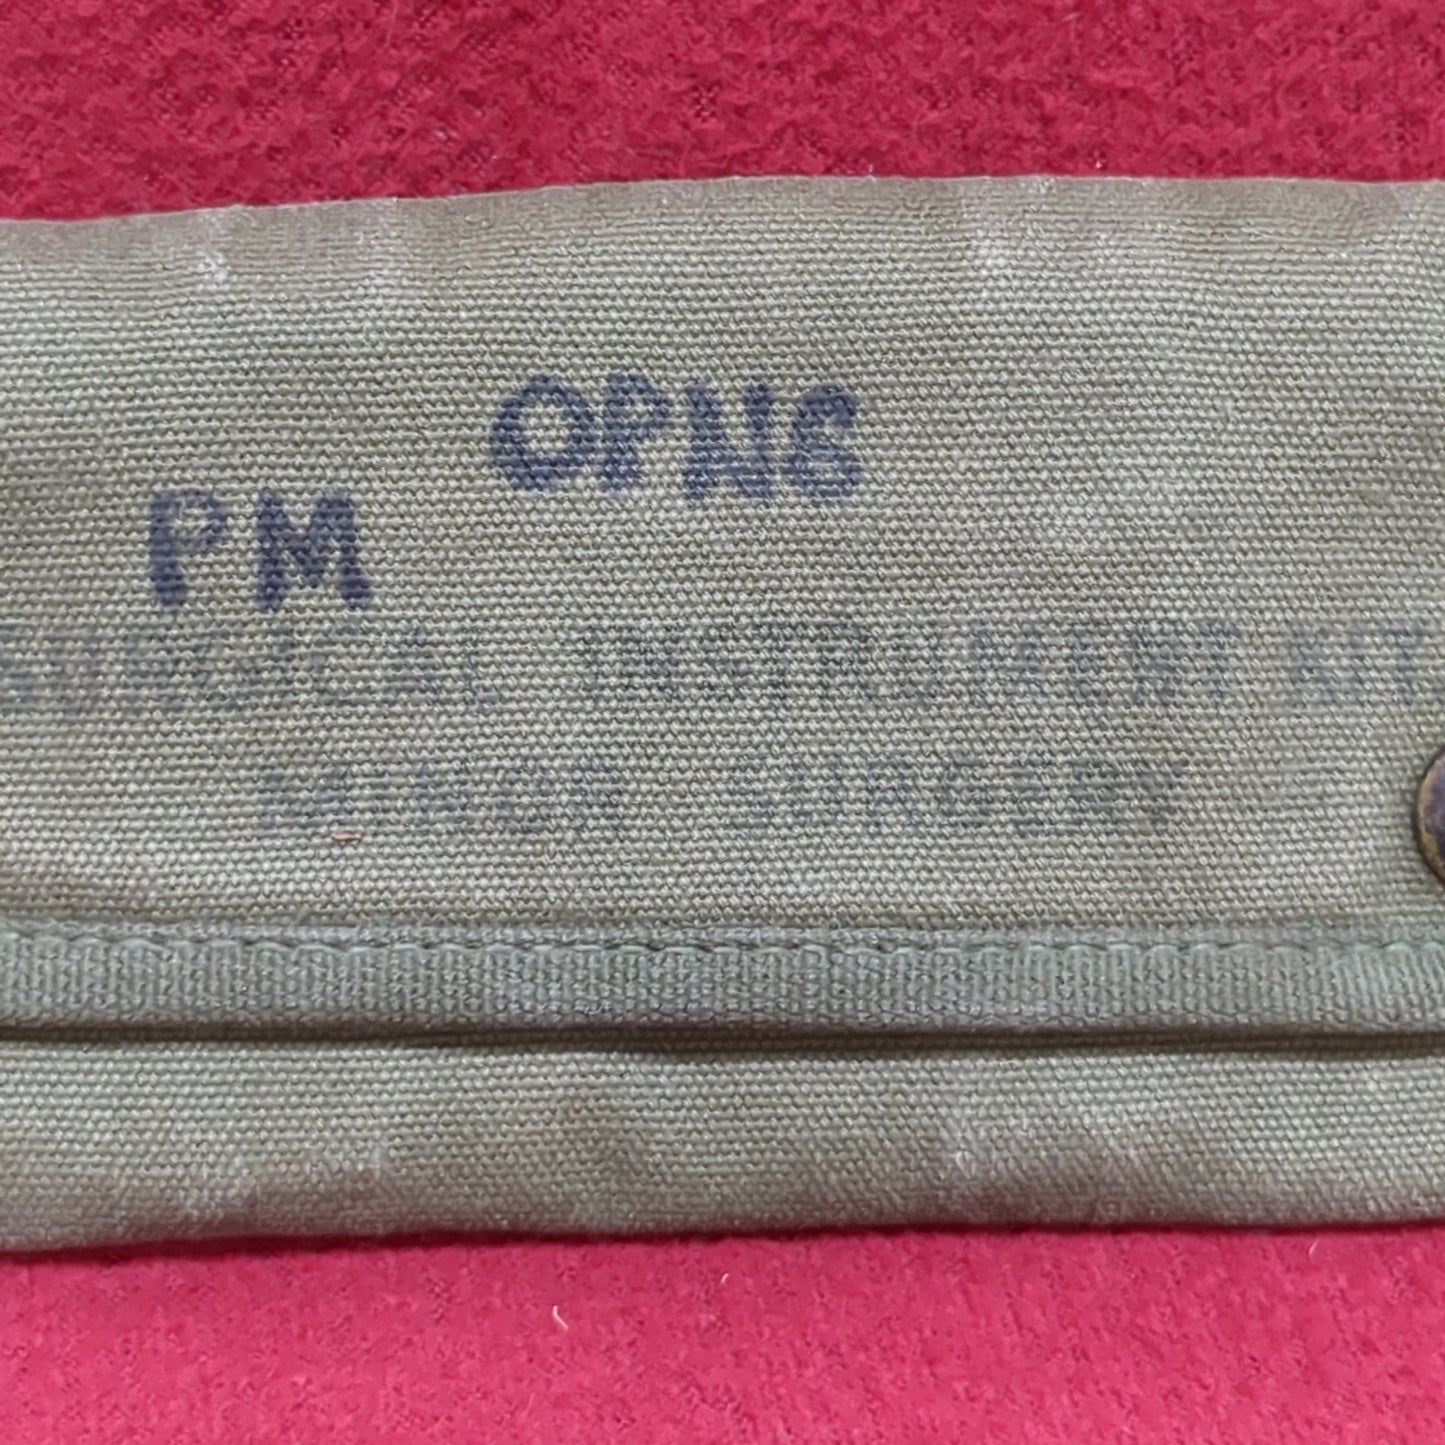 OPNS
PM
SURGICAL INSTRUMENT KIT,
MINOR SURGERY